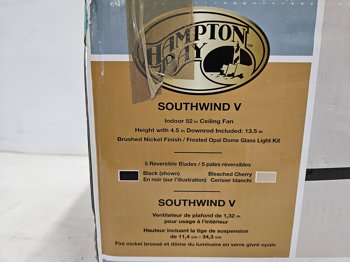 HAMPTON
BAY
SOUTHWIND V
Indoor 52 in Ceiling Fan
Height with 4.5 in Downrod Included: 13.5 in
Brushed Nickel Finish / Frosted Opal Dome Glass Light Kit
5 Reversible Blades / 5 pales réversibles
Black (shown)
En noir (sur l'illustration)
Bleached Cherry
Cerisier blanchi
SOUTHWIND V
Ventilateur de plafond de 1,32 m
pour usage à l'intérieur
Hauteur incluant la tige de suspension
de 11,4 cm : 34,3 cm
Fini nickel brossé et dôme du luminaire en verre givré opale